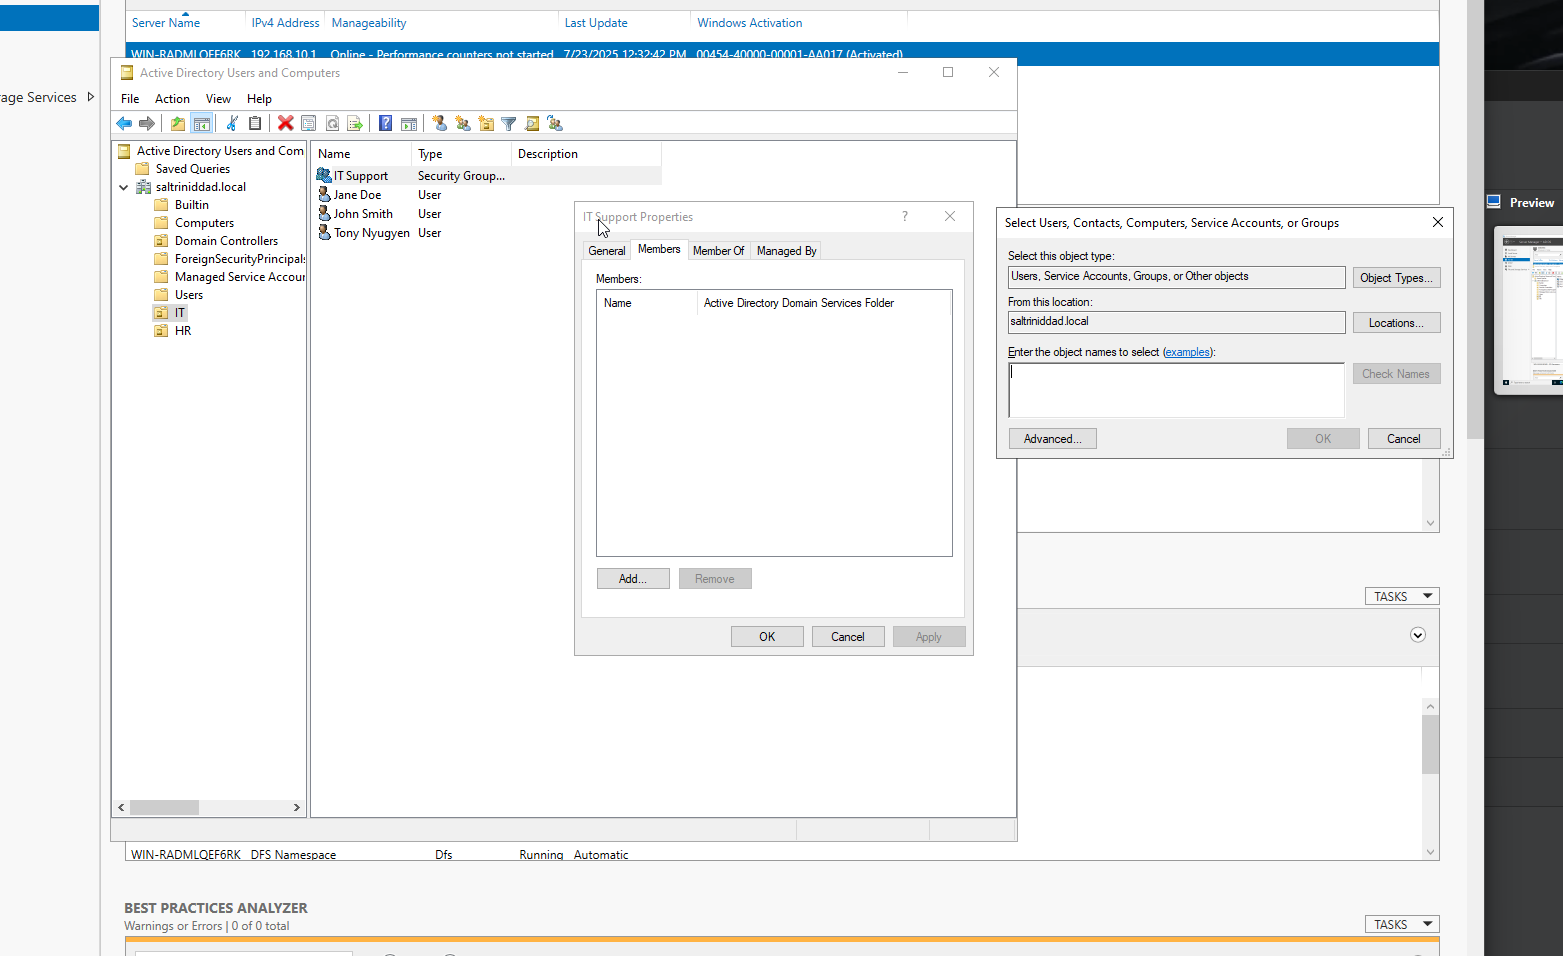 Server Name IPv4 Address Manageability Last Update Windows Activation
WIN-RADMLQEF6RK 192.168.10.1 Online - Performance counters not started 7/23/2025 12:32:42 PM 00454-40000-00001-AA017 (Activated)
rage Services
Active Directory Users and Computers
File Action View Help
Active Directory Users and Com
Saved Queries
saltriniddad.local
Builtin
Computers
Domain Controllers
ForeignSecurityPrincipals
Managed Service Accour
Users
IT
HR
Name Type Description
IT Support Security Group...
Jane Doe User
John Smith User
Tony Nyugyen User
IT Support Properties ?
General Members Member Of Managed By
Members:
Name Active Directory Domain Services Folder
Add... Remove
OK Cancel Apply
Select Users, Contacts, Computers, Service Accounts, or Groups
Select this object type:
Users, Service Accounts, Groups, or Other objects Object Types...
From this location:
saltriniddad.local Locations...
Enter the object names to select (examples):
Check Names
Advanced... OK Cancel
Preview
TASKS
WIN-RADMLQEF6RK DFS Namespace Dfs Running Automatic
BEST PRACTICES ANALYZER
Warnings or Errors | 0 of 0 total
TASKS